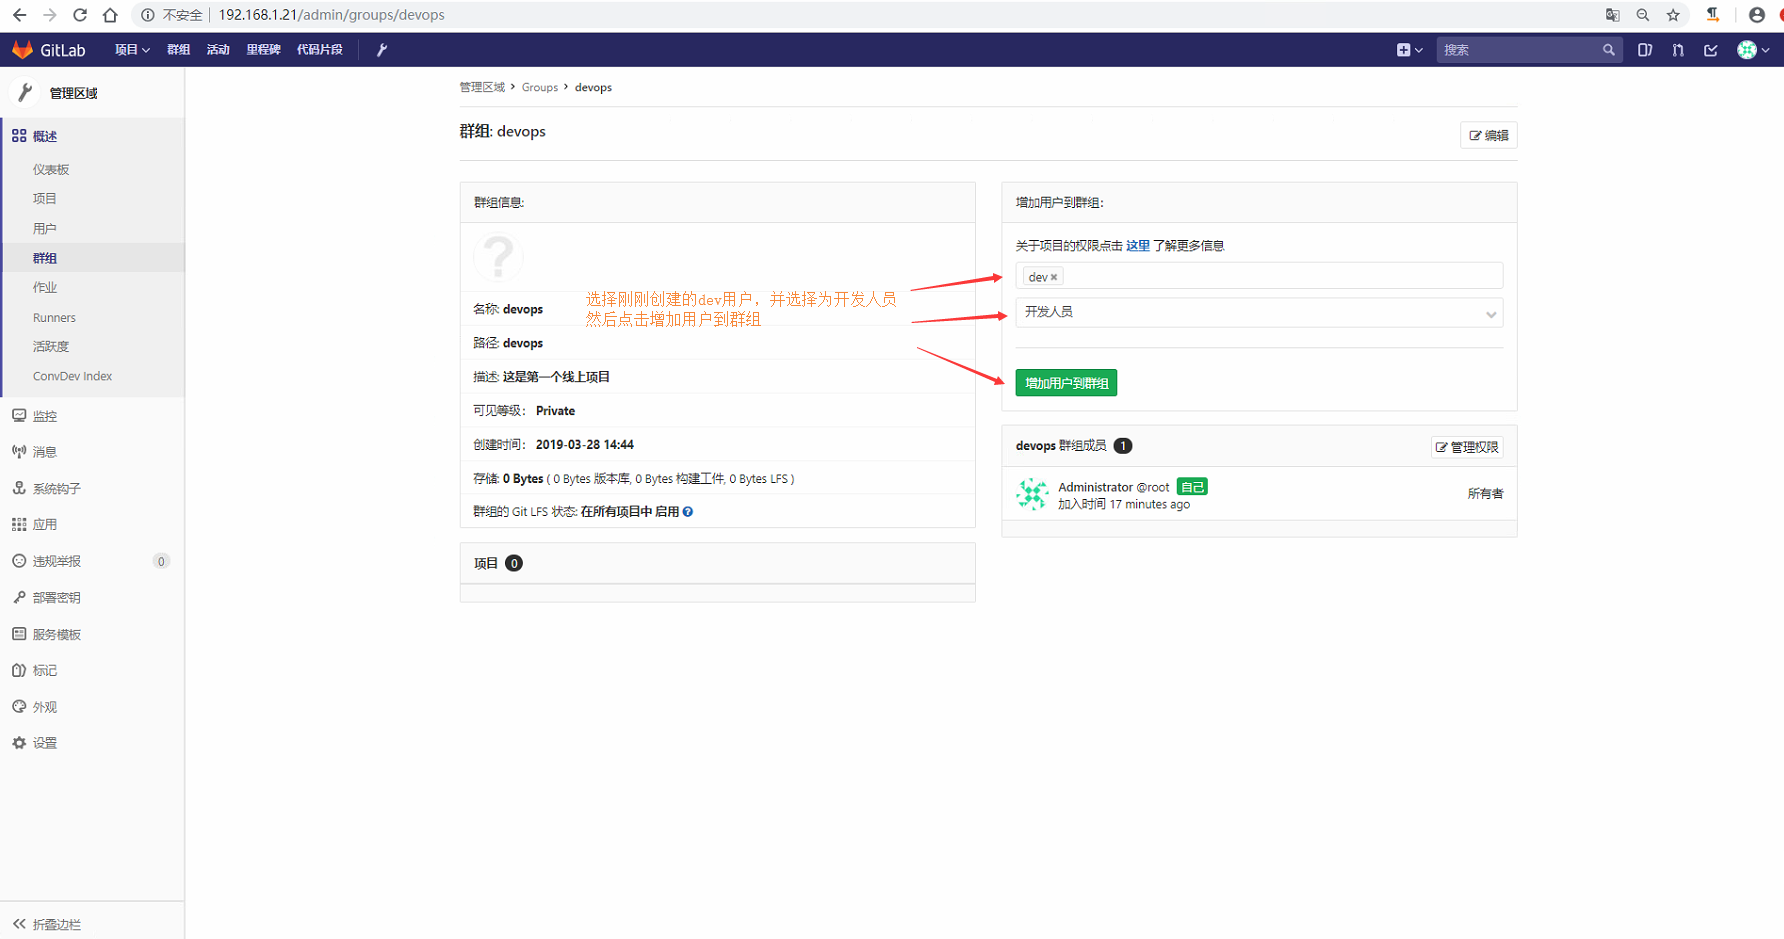 不安全 192.168.1.21/admin/groups/devops
GitLab 项目 群组 活动 里程碑 代码片段 搜索
管理区域
概述
仪表板
项目
用户
群组
作业
Runners
活跃度
ConvDev Index
监控
消息
系统钩子
应用
违规举报 0
部署密钥
服务模板
标记
外观
设置
折叠边栏
管理区域 > Groups > devops
群组: devops
编辑
群组信息:
名称: devops
路径: devops
描述: 这是第一个线上项目
可见等级: Private
创建时间: 2019-03-28 14:44
存储: 0 Bytes ( 0 Bytes 版本库, 0 Bytes 构建工件, 0 Bytes LFS )
群组的 Git LFS 状态: 在所有项目中 启用
项目 0
选择刚刚创建的dev用户，并选择为开发人员
然后点击增加用户到群组
增加用户到群组:
关于项目的权限点击 这里 了解更多信息
dev
开发人员
增加用户到群组
devops 群组成员 1
管理权限
Administrator @root 自己
加入时间 17 minutes ago
所有者